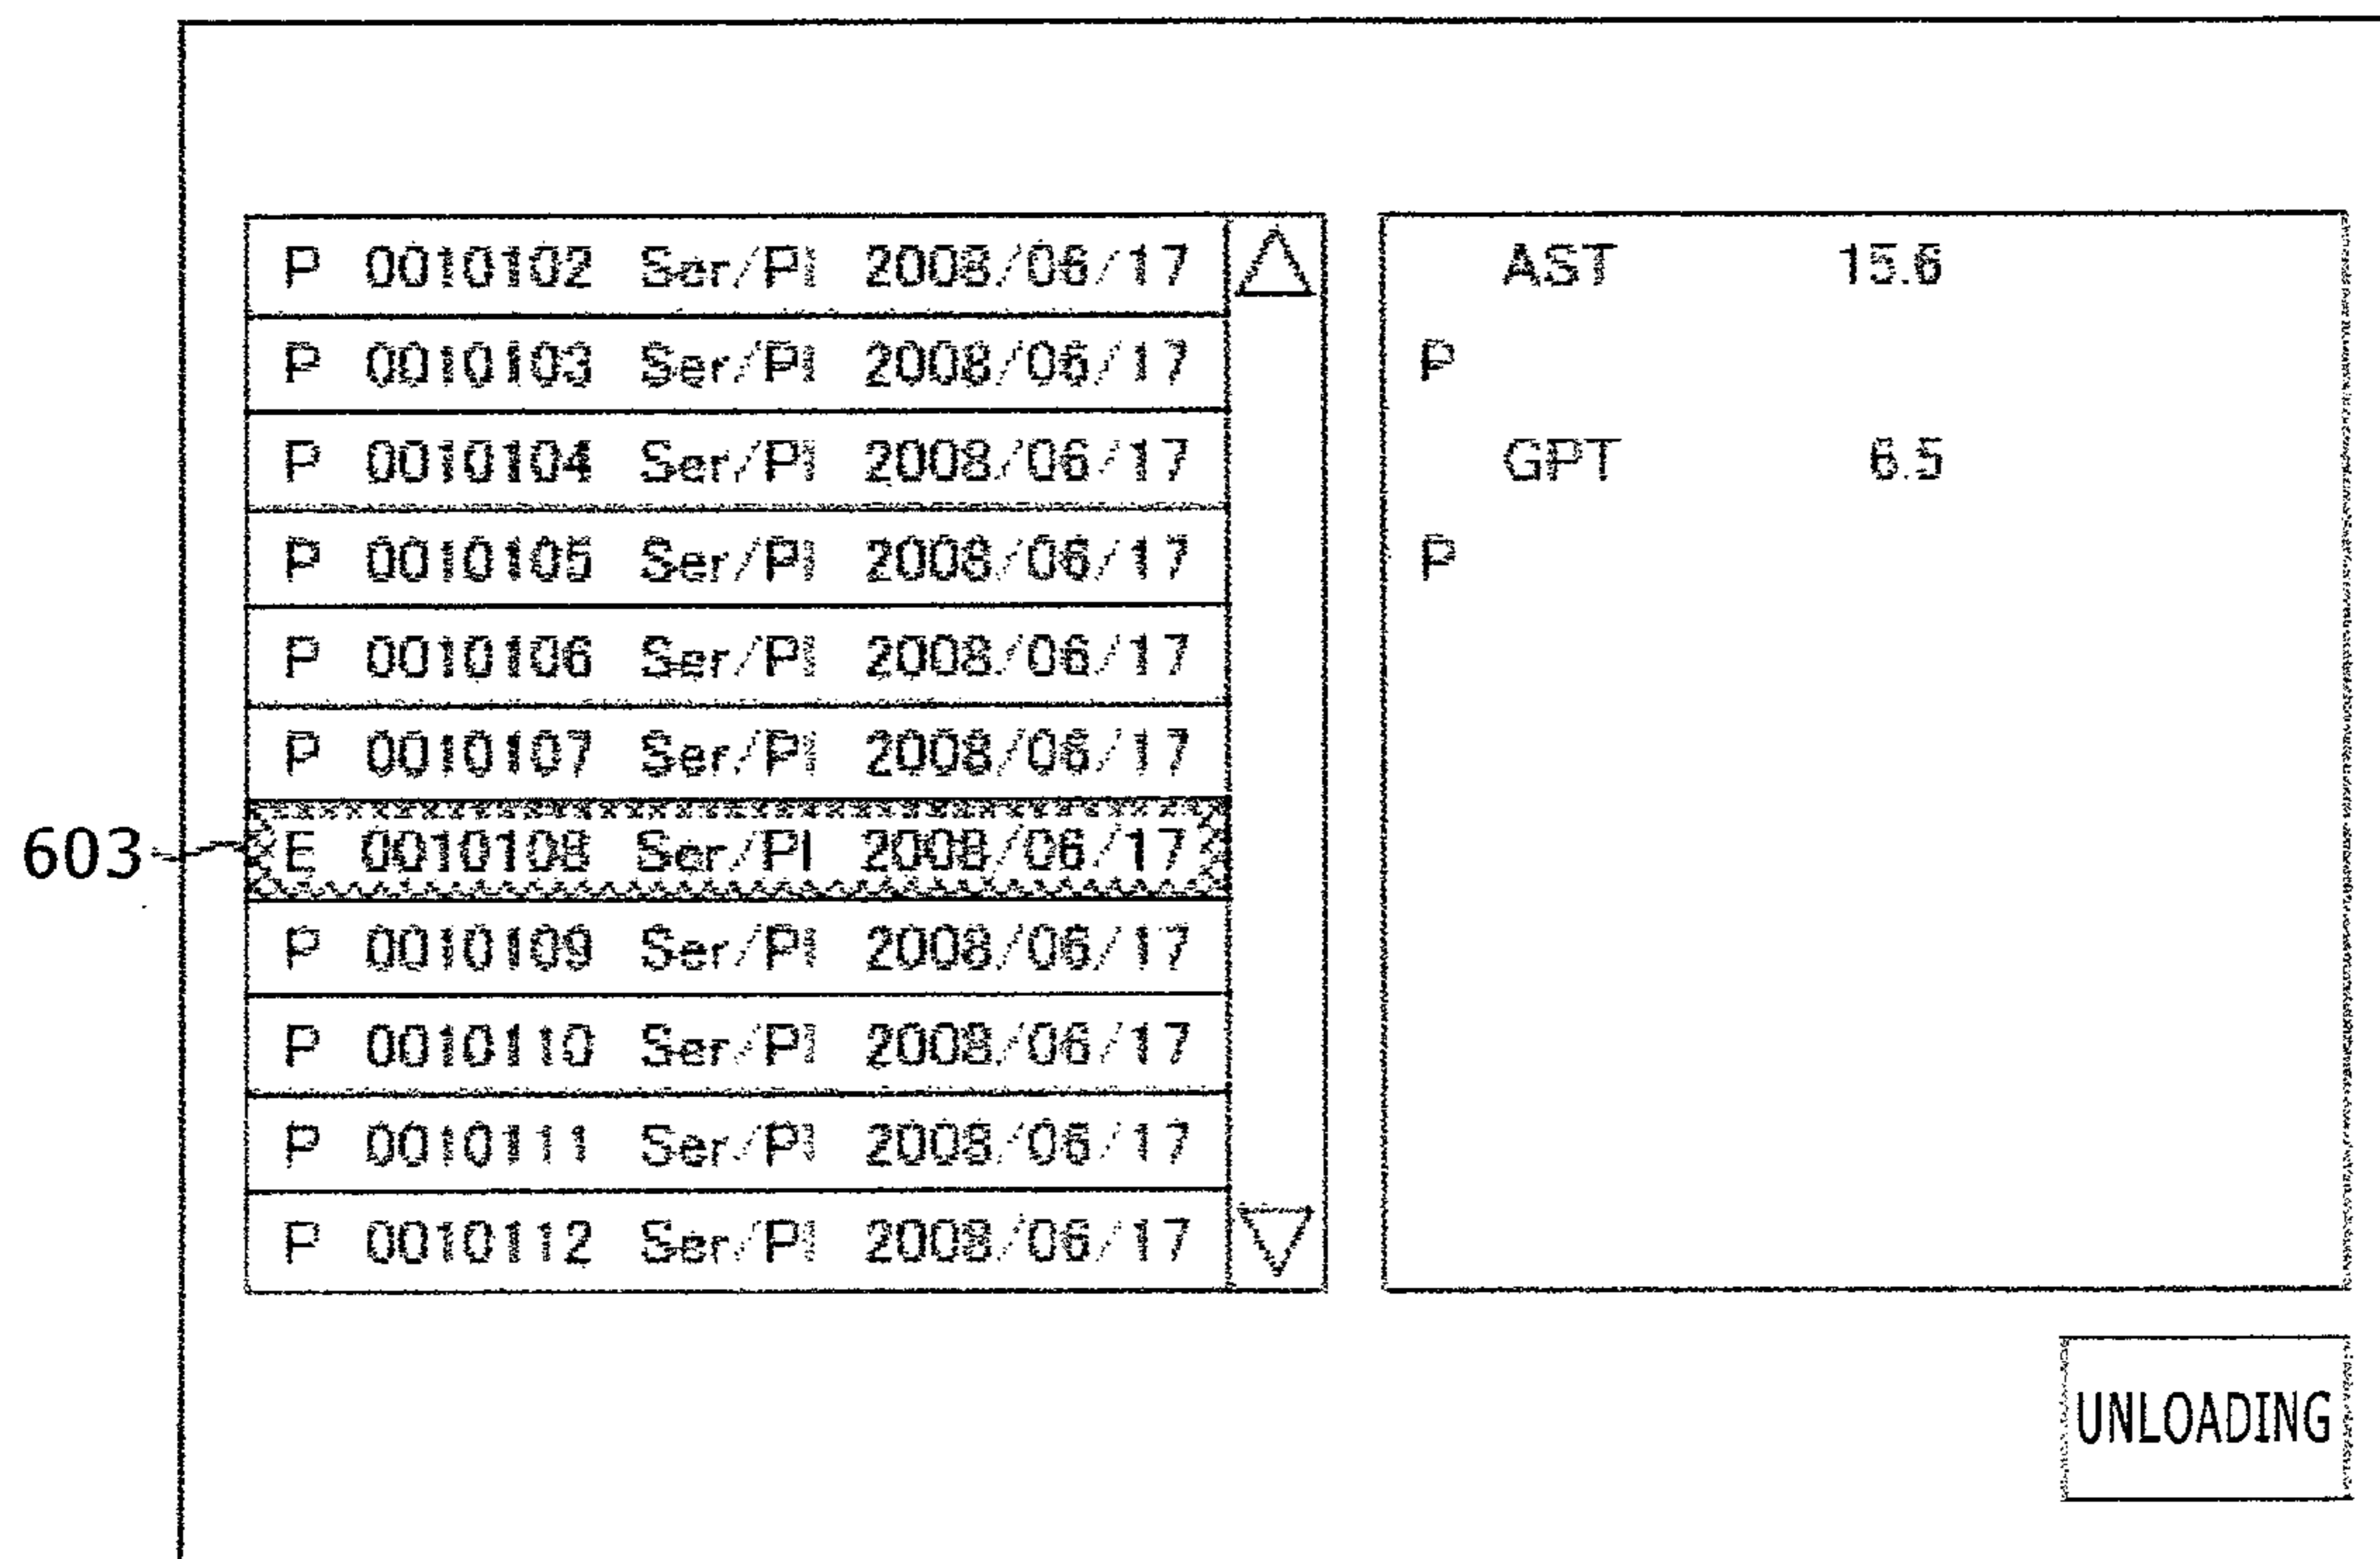 P 0010102 Ser/Pl 2008/06/17
P 0010103 Ser/Pl 2008/06/17
P 0010104 Ser/Pl 2008/06/17
P 0010105 Ser/Pl 2008/06/17
P 0010106 Ser/Pl 2008/06/17
P 0010107 Ser/Pl 2008/06/17
603
E 0010108 Ser/Pl 2008/06/17
P 0010109 Ser/Pl 2008/06/17
P 0010110 Ser/Pl 2008/06/17
P 0010111 Ser/Pl 2008/06/17
P 0010112 Ser/Pl 2008/06/17
AST 15.6
P
GPT 6.5
P
UNLOADING